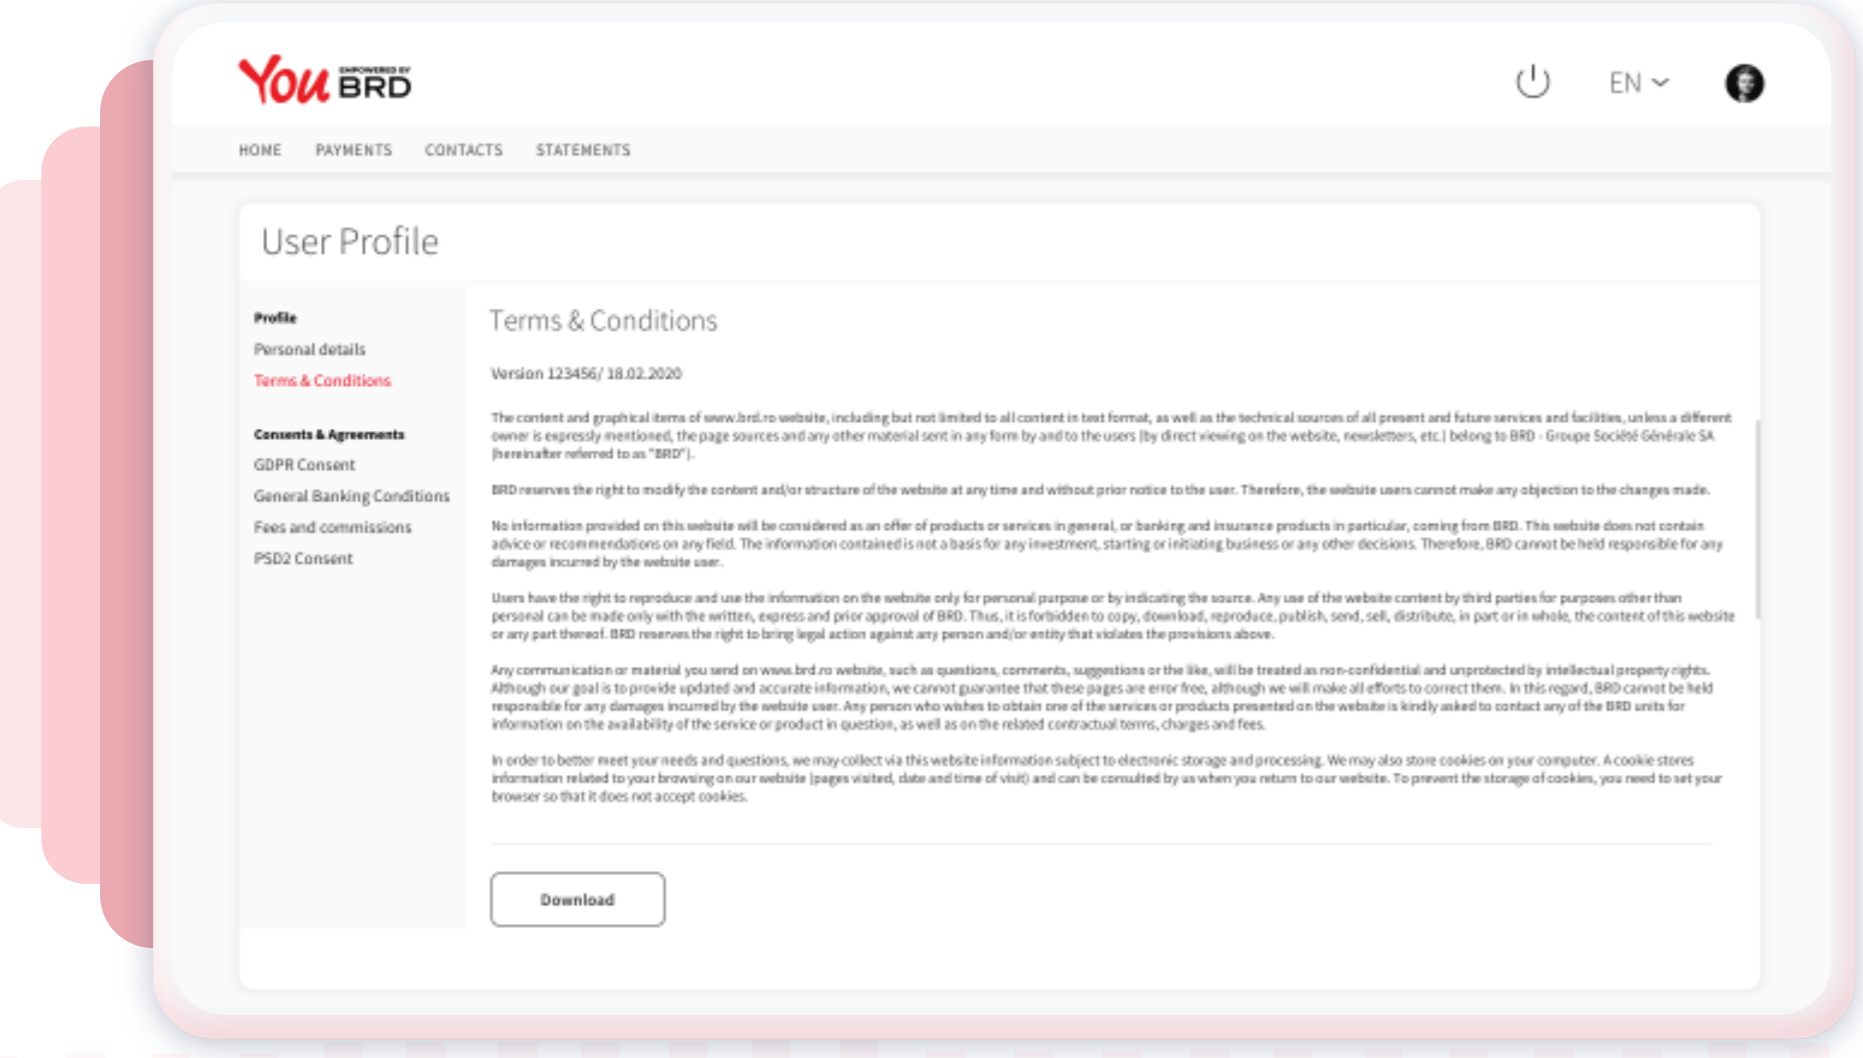 You EMPOWERED BY
BRD
EN
HOME PAYMENTS CONTACTS STATEMENTS
User Profile
Profile
Personal details
Terms & Conditions
Consents & Agreements
GDPR Consent
General Banking Conditions
Fees and commissions
PSD2 Consent
Terms & Conditions
Version 123456/ 18.02.2020
The content and graphical items of www.brd.ro website, including but not limited to all content in text format, as well as the technical sources of all present and future services and facilities, unless a different
owner is expressly mentioned, the page sources and any other material sent in any form by and to the users (by direct viewing on the website, newsletters, etc.) belong to BRD - Groupe Société Générale SA
(hereinafter referred to as "BRD").
BRD reserves the right to modify the content and/or structure of the website at any time and without prior notice to the user. Therefore, the website users cannot make any objection to the changes made.
No information provided on this website will be considered as an offer of products or services in general, or banking and insurance products in particular, coming from BRD. This website does not contain
advice or recommendations on any field. The information contained is not a basis for any investment, starting or initiating business or any other decisions. Therefore, BRD cannot be held responsible for any
damages incurred by the website user.
Users have the right to reproduce and use the information on the website only for personal purpose or by indicating the source. Any use of the website content by third parties for purposes other than
personal can be made only with the written, express and prior approval of BRD. Thus, it is forbidden to copy, download, reproduce, publish, send, sell, distribute, in part or in whole, the content of this website
or any part thereof. BRD reserves the right to bring legal action against any person and/or entity that violates the provisions above.
Any communication or material you send on www.brd.ro website, such as questions, comments, suggestions or the like, will be treated as non-confidential and unprotected by intellectual property rights.
Although our goal is to provide updated and accurate information, we cannot guarantee that these pages are error free, although we will make all efforts to correct them. In this regard, BRD cannot be held
responsible for any damages incurred by the website user. Any person who wishes to obtain one of the services or products presented on the website is kindly asked to contact any of the BRD units for
information on the availability of the service or product in question, as well as on the related contractual terms, charges and fees.
In order to better meet your needs and questions, we may collect via this website information subject to electronic storage and processing. We may also store cookies on your computer. A cookie stores
information related to your browsing on our website (pages visited, date and time of visit) and can be consulted by us when you return to our website. To prevent the storage of cookies, you need to set your
browser so that it does not accept cookies.
Download